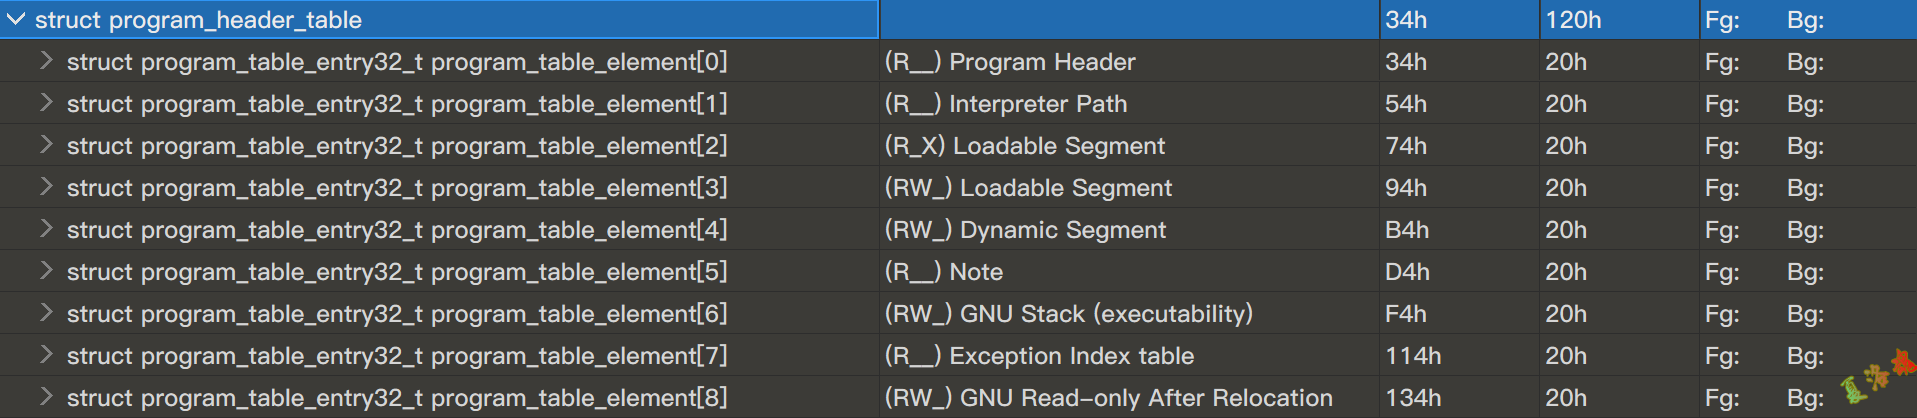 struct program_header_table 34h 120h Fg: Bg:
struct program_table_entry32_t program_table_element[0] (R__) Program Header 34h 20h Fg: Bg:
struct program_table_entry32_t program_table_element[1] (R__) Interpreter Path 54h 20h Fg: Bg:
struct program_table_entry32_t program_table_element[2] (R_X) Loadable Segment 74h 20h Fg: Bg:
struct program_table_entry32_t program_table_element[3] (RW_) Loadable Segment 94h 20h Fg: Bg:
struct program_table_entry32_t program_table_element[4] (RW_) Dynamic Segment B4h 20h Fg: Bg:
struct program_table_entry32_t program_table_element[5] (R__) Note D4h 20h Fg: Bg:
struct program_table_entry32_t program_table_element[6] (RW_) GNU Stack (executability) F4h 20h Fg: Bg:
struct program_table_entry32_t program_table_element[7] (R__) Exception Index table 114h 20h Fg: Bg:
struct program_table_entry32_t program_table_element[8] (RW_) GNU Read-only After Relocation 134h 20h Fg: Bg: